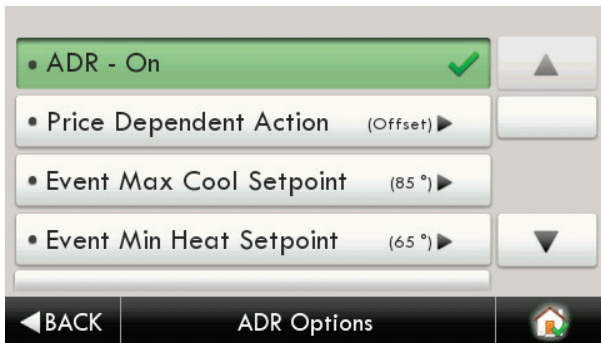 • ADR - On
• Price Dependent Action (Offset)
• Event Max Cool Setpoint (85 °)
• Event Min Heat Setpoint (65 °)
BACK ADR Options